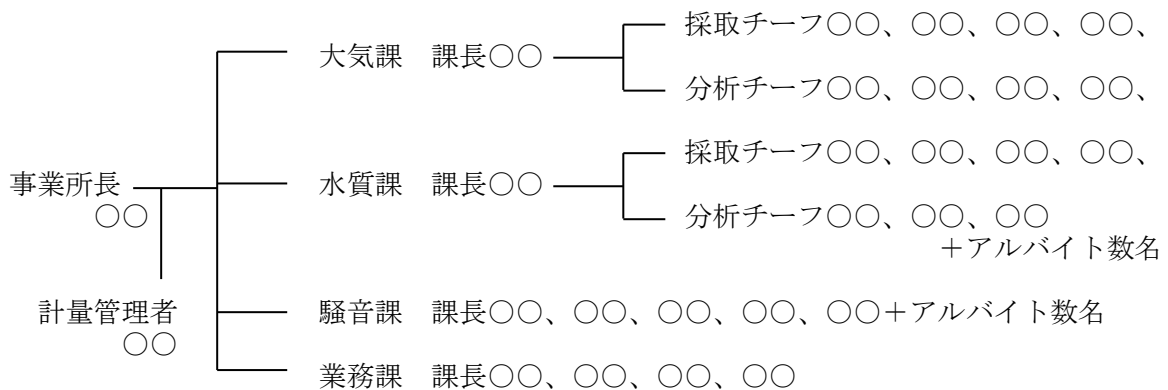 採取チーフ○○、○○、○○、○○、
大気課　課長○○
分析チーフ○○、○○、○○、○○、
採取チーフ○○、○○、○○、○○、
事業所長
○○
水質課　課長○○
分析チーフ○○、○○、○○
＋アルバイト数名
計量管理者
○○
騒音課　課長○○、○○、○○、○○、○○＋アルバイト数名
業務課　課長○○、○○、○○、○○